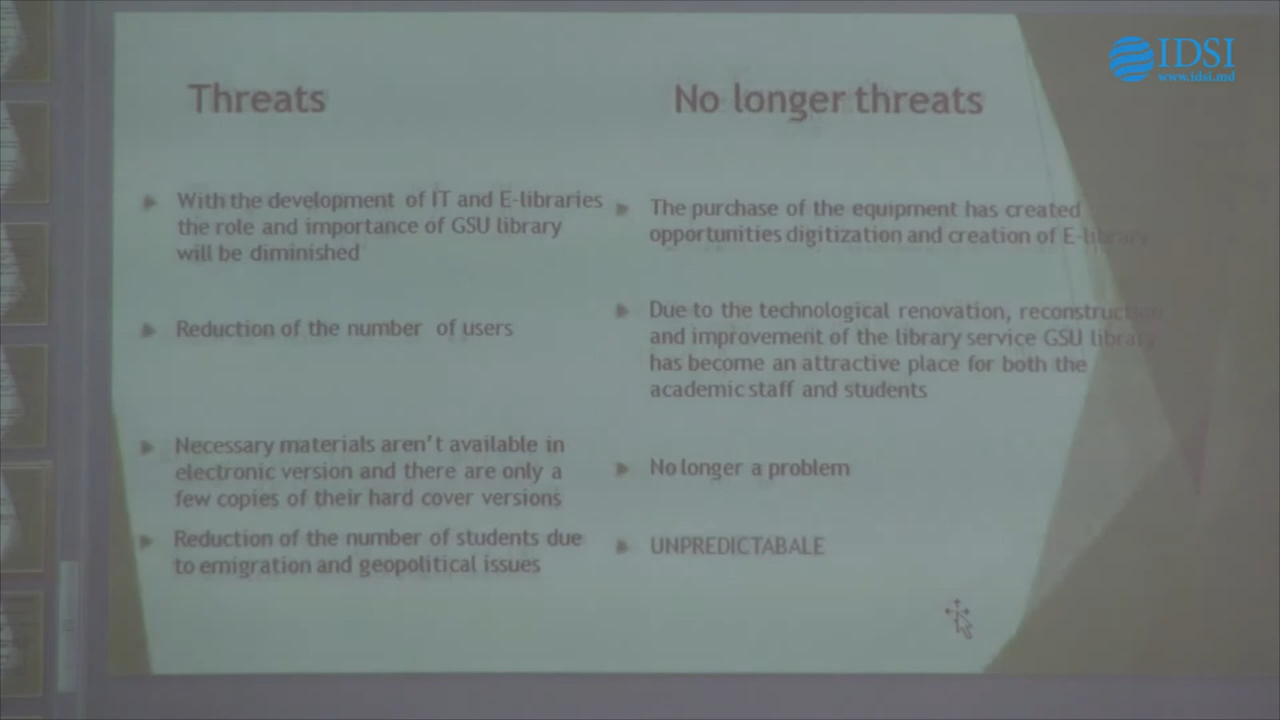 IDSI
www.idsi.md
Threats
With the development of IT and E-libraries
the role and importance of GSU library
will be diminished
Reduction of the number of users
Necessary materials aren't available in
electronic version and there are only a
few copies of their hard cover versions
Reduction of the number of students due
to emigration and geopolitical issues
No longer threats
The purchase of the equipment has created
opportunities digitization and creation of E-library
Due to the technological renovation, reconstruction
and improvement of the library service GSU library
has become an attractive place for both the
academic staff and students
No longer a problem
UNPREDICTABALE